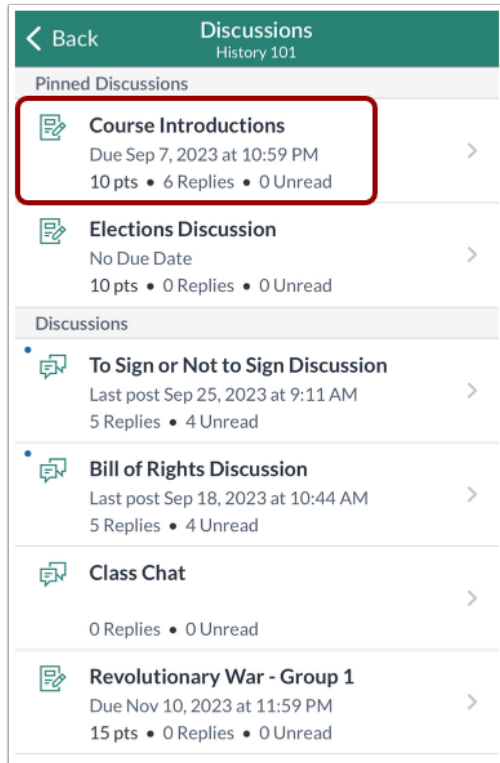 Back
Discussions
History 101
Pinned Discussions
Course Introductions
Due Sep 7, 2023 at 10:59 PM
10 pts • 6 Replies • 0 Unread
Elections Discussion
No Due Date
10 pts • 0 Replies • 0 Unread
Discussions
To Sign or Not to Sign Discussion
Last post Sep 25, 2023 at 9:11 AM
5 Replies • 4 Unread
Bill of Rights Discussion
Last post Sep 18, 2023 at 10:44 AM
5 Replies • 4 Unread
Class Chat
0 Replies • 0 Unread
Revolutionary War - Group 1
Due Nov 10, 2023 at 11:59 PM
15 pts • 0 Replies • 0 Unread